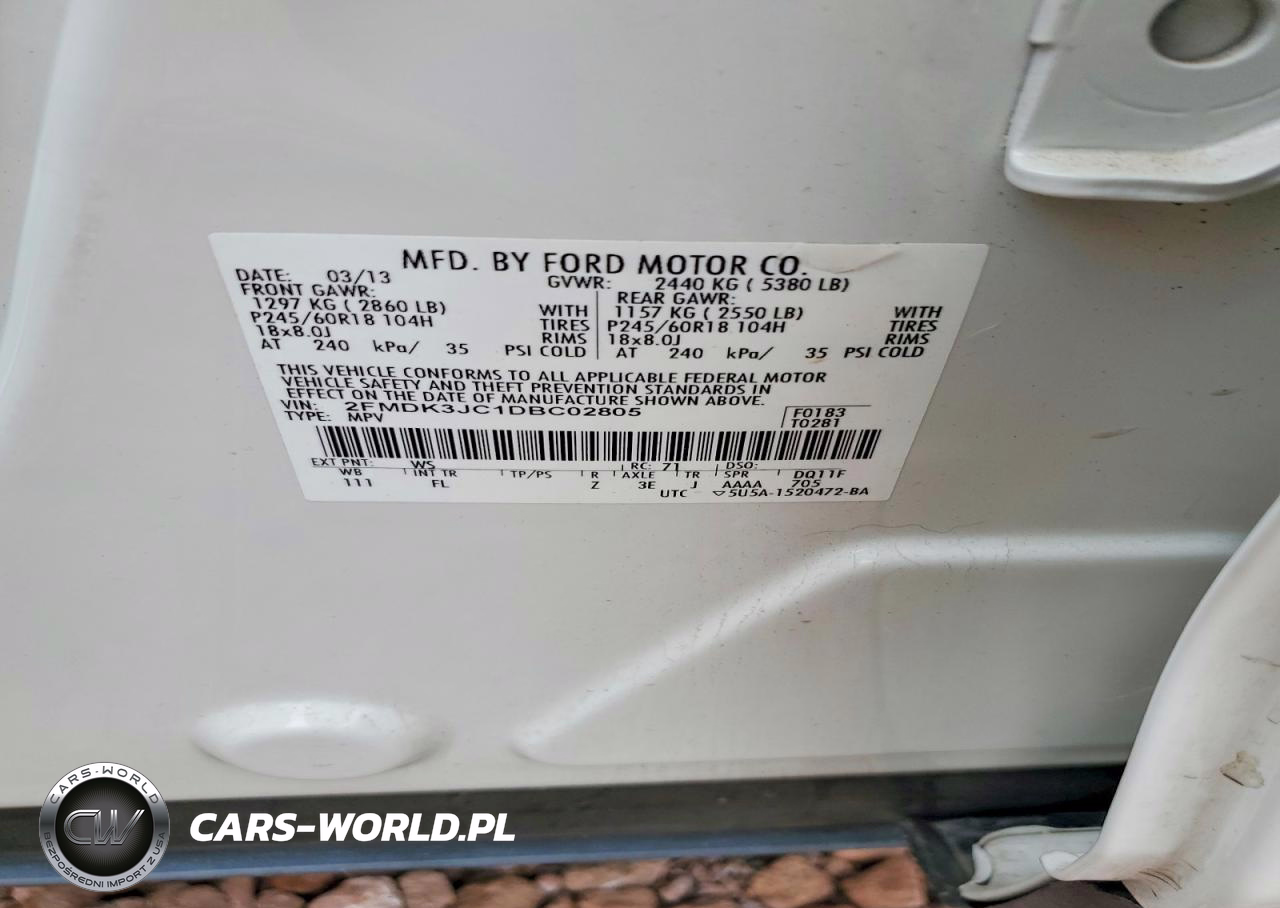 MFD. BY FORD MOTOR CO.
DATE: 03/13 GVWR: 2440 KG ( 5380 LB)
FRONT GAWR: REAR GAWR:
1297 KG ( 2860 LB) WITH 1157 KG ( 2550 LB) WITH
P245/60R18 104H TIRES P245/60R18 104H TIRES
18x8.0J RIMS 18x8.0J RIMS
AT 240 kPa/ 35 PSI COLD AT 240 kPa/ 35 PSI COLD
THIS VEHICLE CONFORMS TO ALL APPLICABLE FEDERAL MOTOR
VEHICLE SAFETY AND THEFT PREVENTION STANDARDS IN
EFFECT ON THE DATE OF MANUFACTURE SHOWN ABOVE.
VIN: 2FMDK3JC1DBC02805 F0183
TYPE: MPV T0281
EXT PNT: WS RC: 71 DSO:
WB INT TR TP/PS R AXLE TR SPR DQ11F
111 FL Z 3E J AAAA 705
UTC ▽5U5A-1520472-BA
CARS-WORLD
CW
BEZPOŚREDNI IMPORT Z USA
CARS-WORLD.PL